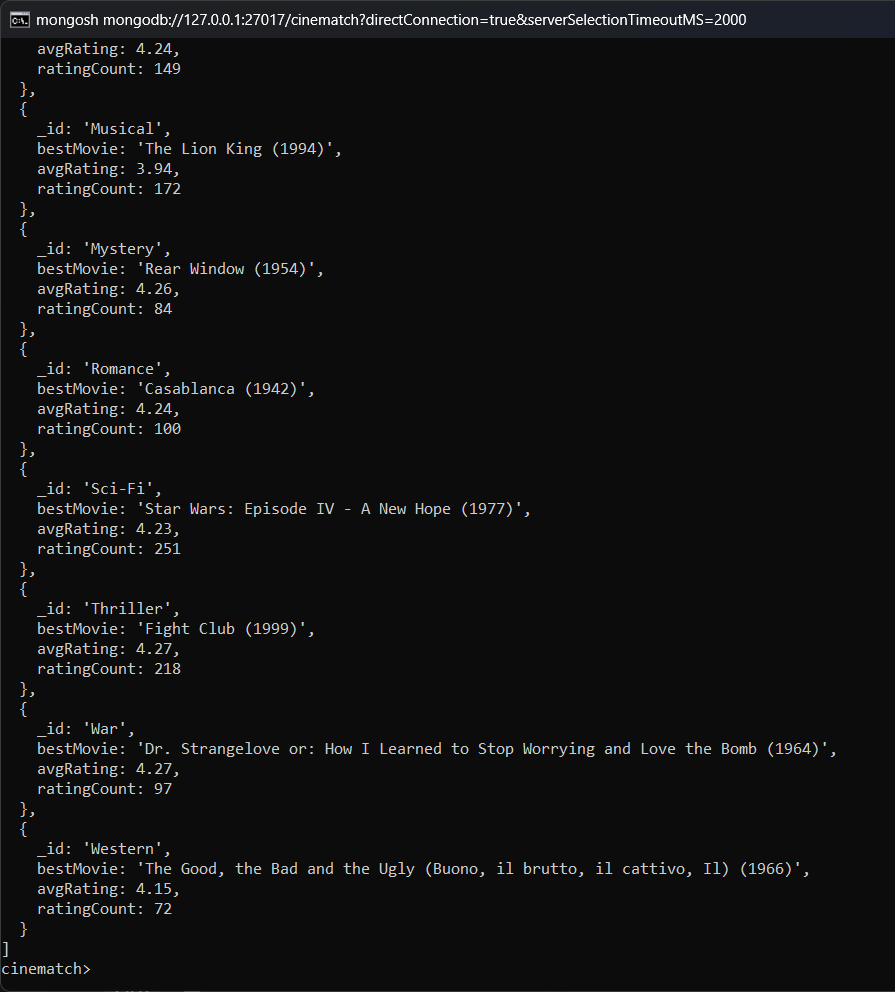 mongosh mongodb://127.0.0.1:27017/cinematch?directConnection=true&serverSelectionTimeoutMS=2000
    avgRating: 4.24,
    ratingCount: 149
  },
  {
    _id: 'Musical',
    bestMovie: 'The Lion King (1994)',
    avgRating: 3.94,
    ratingCount: 172
  },
  {
    _id: 'Mystery',
    bestMovie: 'Rear Window (1954)',
    avgRating: 4.26,
    ratingCount: 84
  },
  {
    _id: 'Romance',
    bestMovie: 'Casablanca (1942)',
    avgRating: 4.24,
    ratingCount: 100
  },
  {
    _id: 'Sci-Fi',
    bestMovie: 'Star Wars: Episode IV - A New Hope (1977)',
    avgRating: 4.23,
    ratingCount: 251
  },
  {
    _id: 'Thriller',
    bestMovie: 'Fight Club (1999)',
    avgRating: 4.27,
    ratingCount: 218
  },
  {
    _id: 'War',
    bestMovie: 'Dr. Strangelove or: How I Learned to Stop Worrying and Love the Bomb (1964)',
    avgRating: 4.27,
    ratingCount: 97
  },
  {
    _id: 'Western',
    bestMovie: 'The Good, the Bad and the Ugly (Buono, il brutto, il cattivo, Il) (1966)',
    avgRating: 4.15,
    ratingCount: 72
  }
]
cinematch>